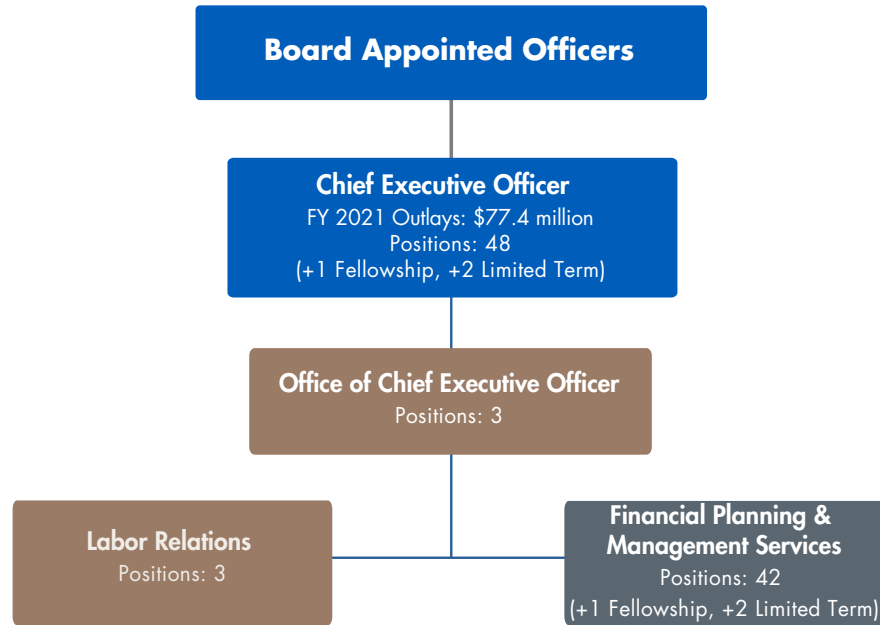 Board Appointed Officers
Chief Executive Officer
FY 2021 Outlays: $77.4 million
Positions: 48
(+1 Fellowship, +2 Limited Term)
Office of Chief Executive Officer
Positions: 3
Labor Relations
Positions: 3
Financial Planning &
Management Services
Positions: 42
(+1 Fellowship, +2 Limited Term)